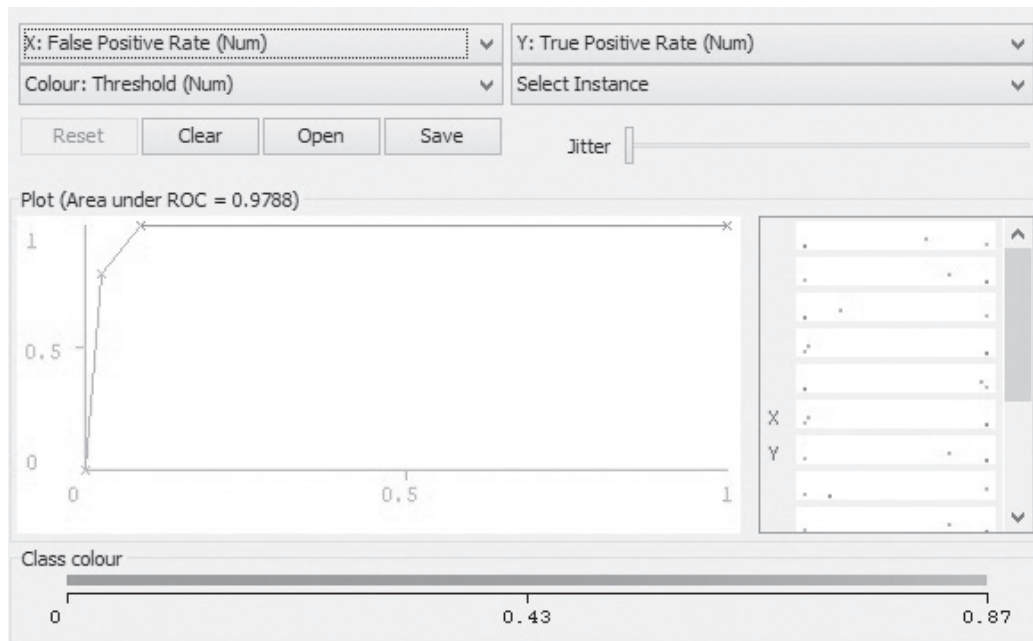 X: False Positive Rate (Num)
Y: True Positive Rate (Num)
Colour: Threshold (Num)
Select Instance
Reset
Clear
Open
Save
Jitter
Plot (Area under ROC = 0.9788)
1
0.5
0
0
0.5
1
X
Y
Class colour
0
0.43
0.87